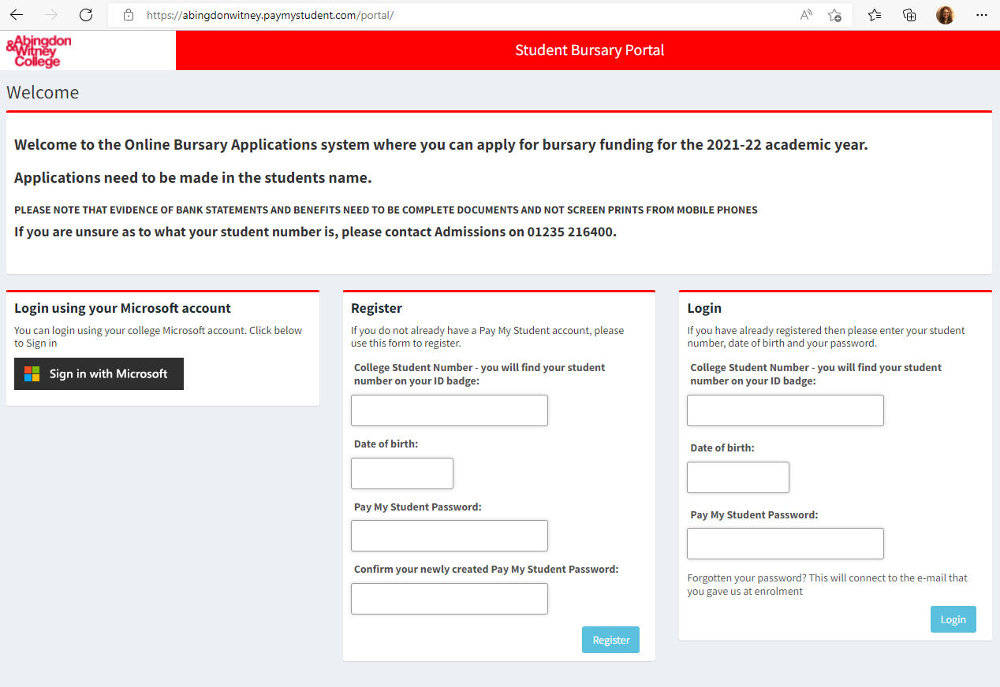 https://abingdonwitney.paymystudent.com/portal/
Abingdon
&Witney
College
Student Bursary Portal
Welcome
Welcome to the Online Bursary Applications system where you can apply for bursary funding for the 2021-22 academic year.
Applications need to be made in the students name.
PLEASE NOTE THAT EVIDENCE OF BANK STATEMENTS AND BENEFITS NEED TO BE COMPLETE DOCUMENTS AND NOT SCREEN PRINTS FROM MOBILE PHONES
If you are unsure as to what your student number is, please contact Admissions on 01235 216400.
Login using your Microsoft account
You can login using your college Microsoft account. Click below
to Sign in
Sign in with Microsoft
Register
If you do not already have a Pay My Student account, please
use this form to register.
College Student Number - you will find your student
number on your ID badge:
Date of birth:
Pay My Student Password:
Confirm your newly created Pay My Student Password:
Register
Login
If you have already registered then please enter your student
number, date of birth and your password.
College Student Number - you will find your student
number on your ID badge:
Date of birth:
Pay My Student Password:
Forgotten your password? This will connect to the e-mail that
you gave us at enrolment
Login